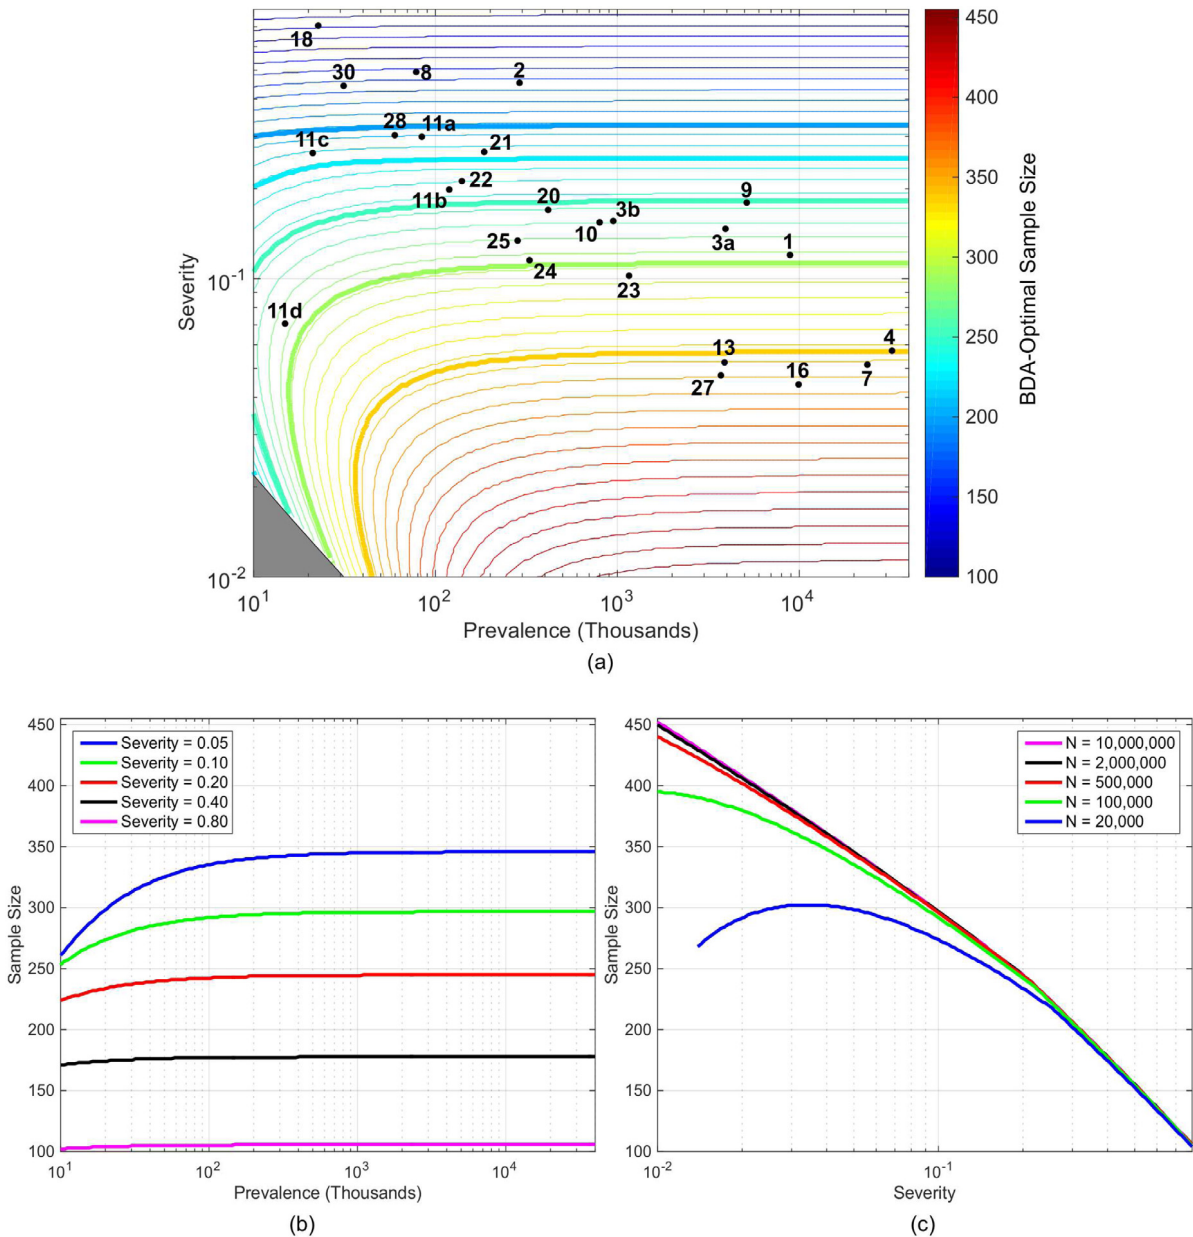 18
30
8
2
28
11a
11c
21
22
11b
20
3b
9
10
3a
25
24
1
23
11d
13
4
27
16
7
10^-1
10^-2
10^1
10^2
10^3
10^4
Severity
Prevalence (Thousands)
450
400
350
300
250
200
150
100
BDA-Optimal Sample Size
(a)
450
400
350
300
250
200
150
100
Sample Size
Severity = 0.05
Severity = 0.10
Severity = 0.20
Severity = 0.40
Severity = 0.80
10^1
10^2
10^3
10^4
Prevalence (Thousands)
(b)
450
400
350
300
250
200
150
100
Sample Size
N = 10,000,000
N = 2,000,000
N = 500,000
N = 100,000
N = 20,000
10^-2
10^-1
Severity
(c)